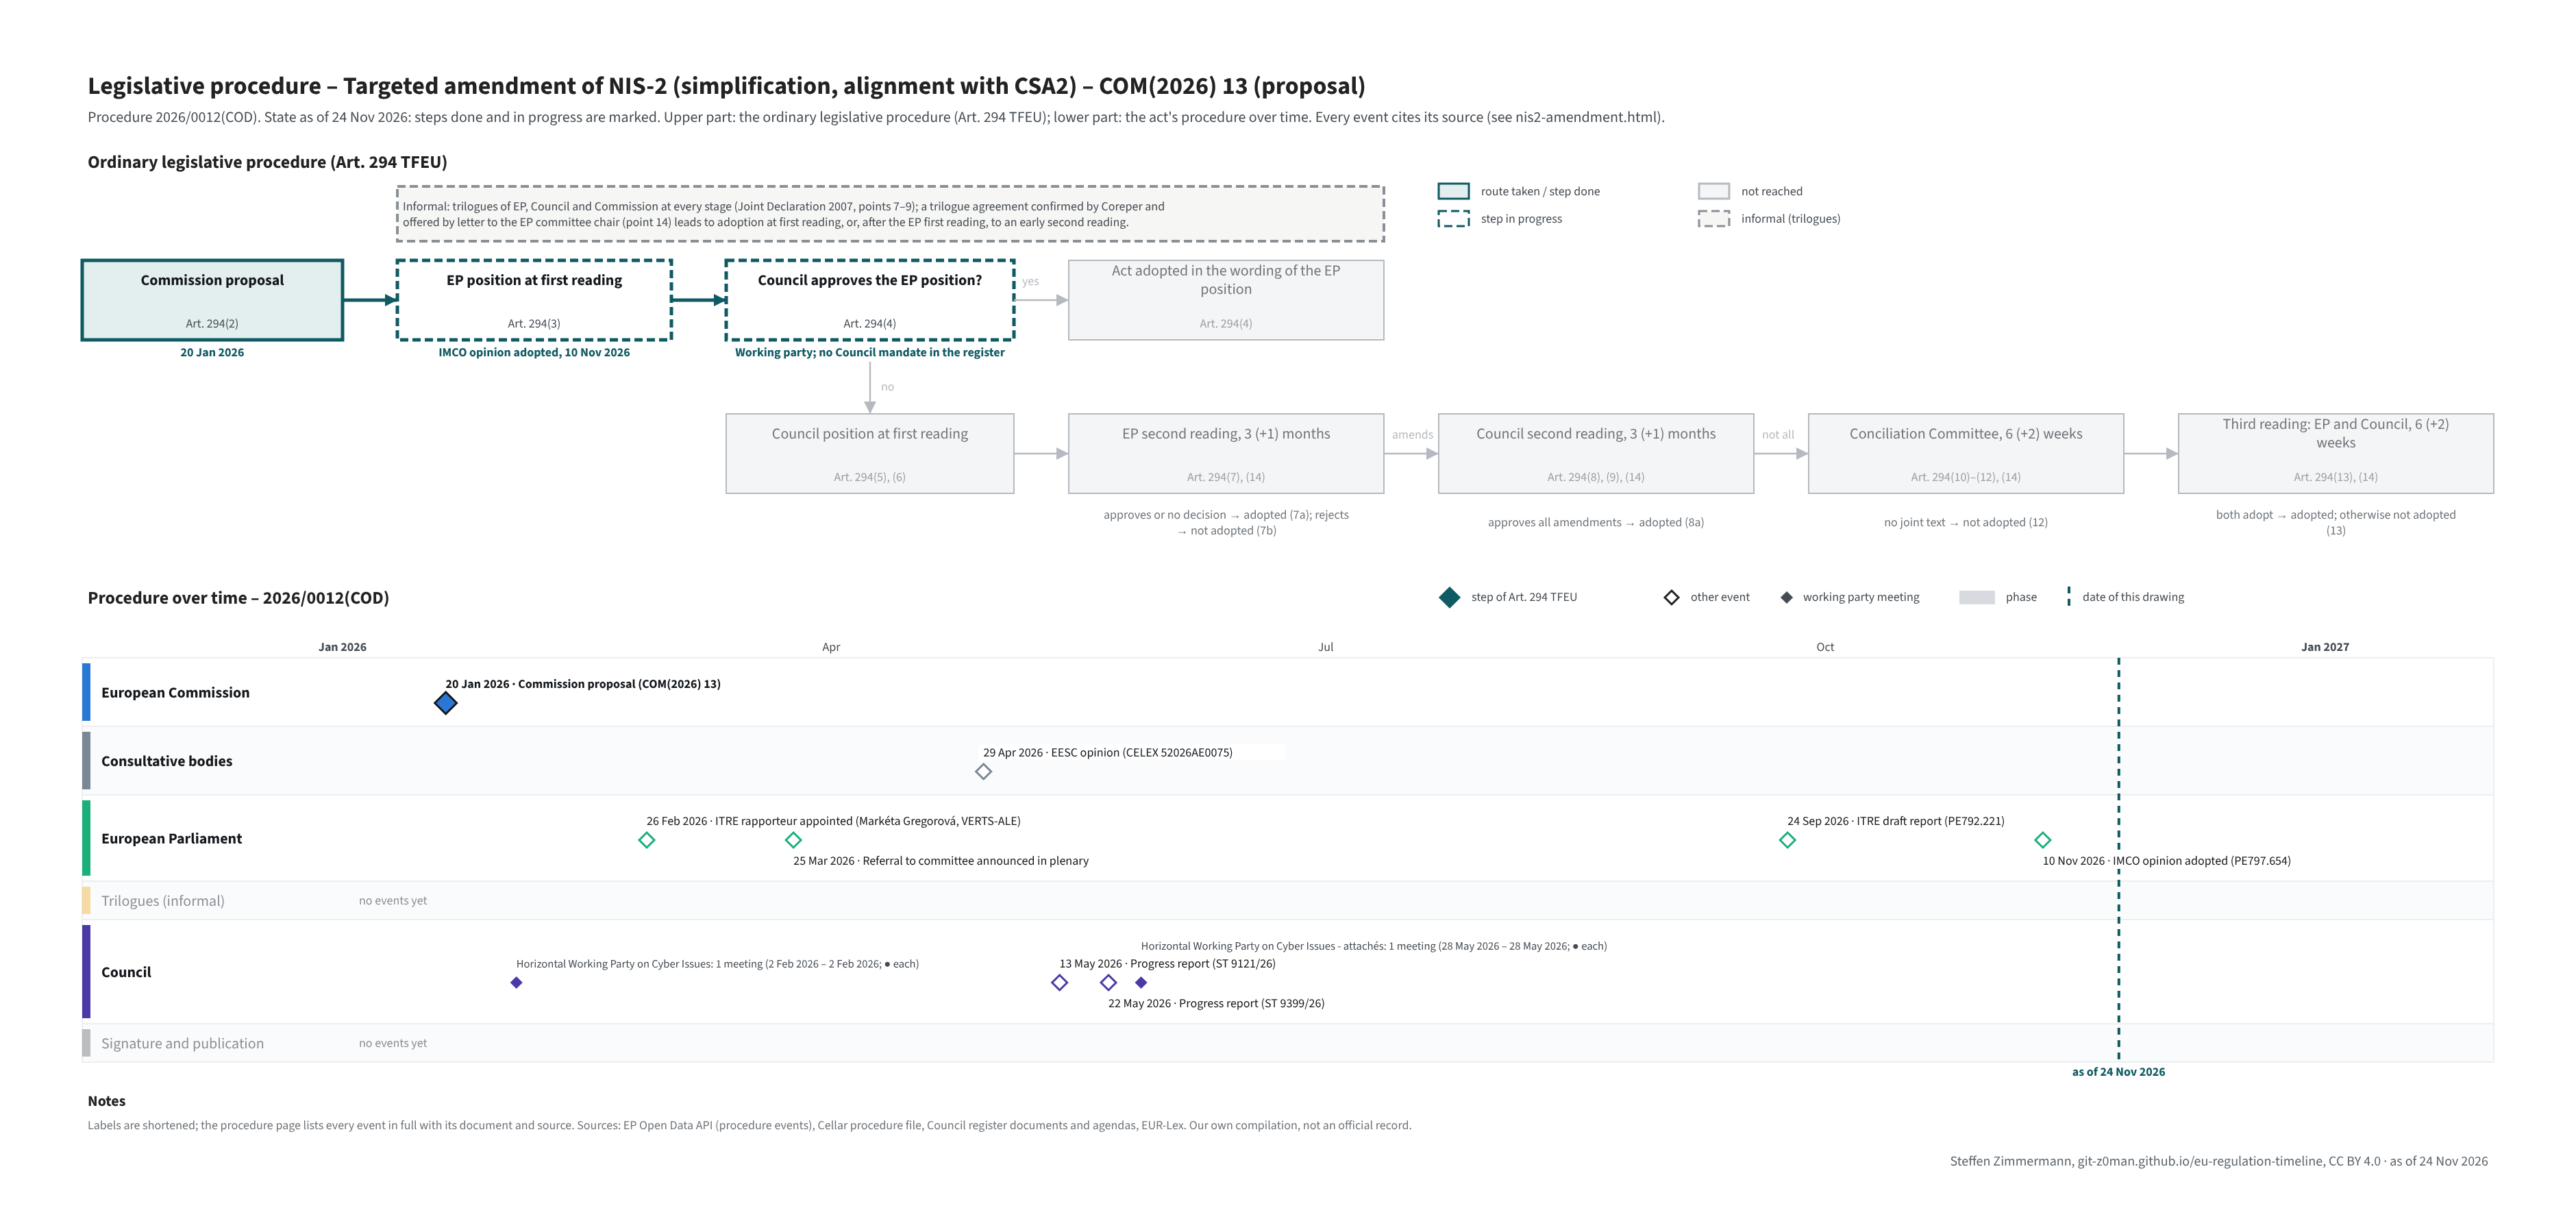 Legislative procedure – Targeted amendment of NIS-2 (simplification, alignment with CSA2) – COM(2026) 13 (proposal)
Procedure 2026/0012(COD). State as of 24 Nov 2026: steps done and in progress are marked. Upper part: the ordinary legislative procedure (Art. 294 TFEU); lower part: the act's procedure over time. Every event cites its source (see nis2-amendment.html).
Ordinary legislative procedure (Art. 294 TFEU)
Informal: trilogues of EP, Council and Commission at every stage (Joint Declaration 2007, points 7–9); a trilogue agreement confirmed by Coreper and
offered by letter to the EP committee chair (point 14) leads to adoption at first reading, or, after the EP first reading, to an early second reading.
route taken / step done
not reached
step in progress
informal (trilogues)
Commission proposal
Art. 294(2)
20 Jan 2026
EP position at first reading
Art. 294(3)
IMCO opinion adopted, 10 Nov 2026
Council approves the EP position?
Art. 294(4)
Working party; no Council mandate in the register
yes
Act adopted in the wording of the EP
position
Art. 294(4)
no
Council position at first reading
Art. 294(5), (6)
EP second reading, 3 (+1) months
Art. 294(7), (14)
approves or no decision → adopted (7a); rejects
→ not adopted (7b)
amends
Council second reading, 3 (+1) months
Art. 294(8), (9), (14)
approves all amendments → adopted (8a)
not all
Conciliation Committee, 6 (+2) weeks
Art. 294(10)–(12), (14)
no joint text → not adopted (12)
Third reading: EP and Council, 6 (+2)
weeks
Art. 294(13), (14)
both adopt → adopted; otherwise not adopted
(13)
Procedure over time – 2026/0012(COD)
step of Art. 294 TFEU
other event
working party meeting
phase
date of this drawing
Jan 2026
Apr
Jul
Oct
Jan 2027
European Commission
20 Jan 2026 · Commission proposal (COM(2026) 13)
Consultative bodies
29 Apr 2026 · EESC opinion (CELEX 52026AE0075)
European Parliament
26 Feb 2026 · ITRE rapporteur appointed (Markéta Gregorová, VERTS-ALE)
25 Mar 2026 · Referral to committee announced in plenary
24 Sep 2026 · ITRE draft report (PE792.221)
10 Nov 2026 · IMCO opinion adopted (PE797.654)
Trilogues (informal)
no events yet
Council
Horizontal Working Party on Cyber Issues - attachés: 1 meeting (28 May 2026 – 28 May 2026; ● each)
Horizontal Working Party on Cyber Issues: 1 meeting (2 Feb 2026 – 2 Feb 2026; ● each)
13 May 2026 · Progress report (ST 9121/26)
22 May 2026 · Progress report (ST 9399/26)
Signature and publication
no events yet
as of 24 Nov 2026
Notes
Labels are shortened; the procedure page lists every event in full with its document and source. Sources: EP Open Data API (procedure events), Cellar procedure file, Council register documents and agendas, EUR-Lex. Our own compilation, not an official record.
Steffen Zimmermann, git-z0man.github.io/eu-regulation-timeline, CC BY 4.0 · as of 24 Nov 2026